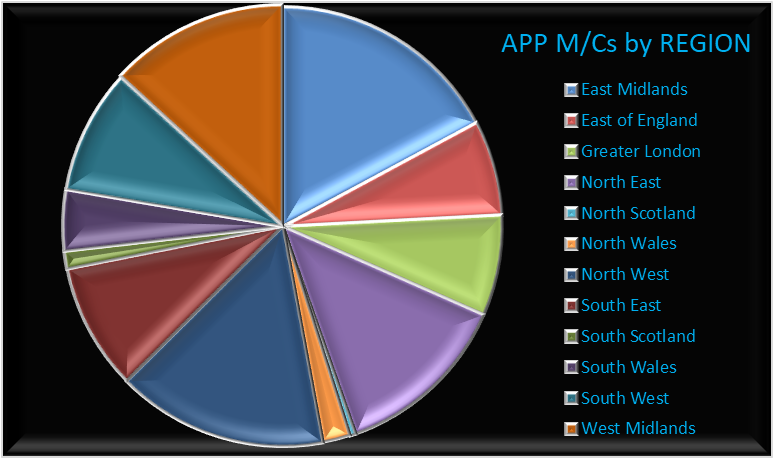 APP M/Cs by REGION
East Midlands
East of England
Greater London
North East
North Scotland
North Wales
North West
South East
South Scotland
South Wales
South West
West Midlands